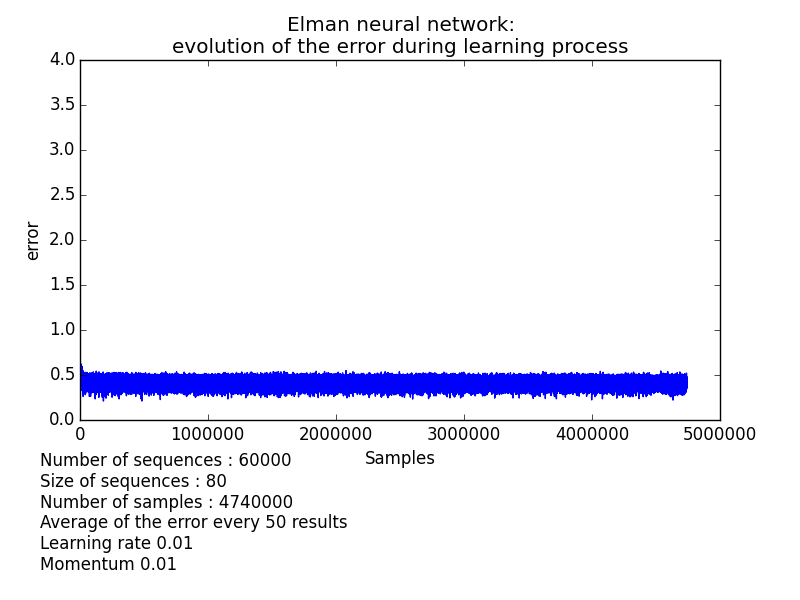 Elman neural network:
evolution of the error during learning process
4.0
3.5
3.0
2.5
2.0
1.5
1.0
0.5
0.0
error
0 1000000 2000000 3000000 4000000 5000000
Samples
Number of sequences : 60000
Size of sequences : 80
Number of samples : 4740000
Average of the error every 50 results
Learning rate 0.01
Momentum 0.01